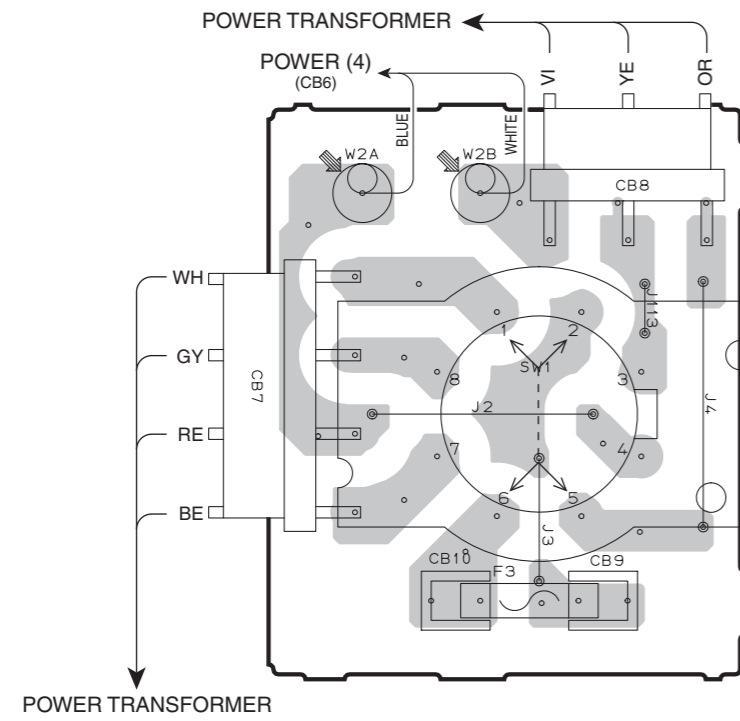 POWER TRANSFORMER
POWER (4)
(CB6)
VI
YE
OR
BLUE
WHITE
W2A
W2B
CB8
WH
GY
RE
BE
CB7
J113
J4
1
2
SW1
8
3
J2
7
4
6
5
J3
CB10
F3
CB9
POWER TRANSFORMER